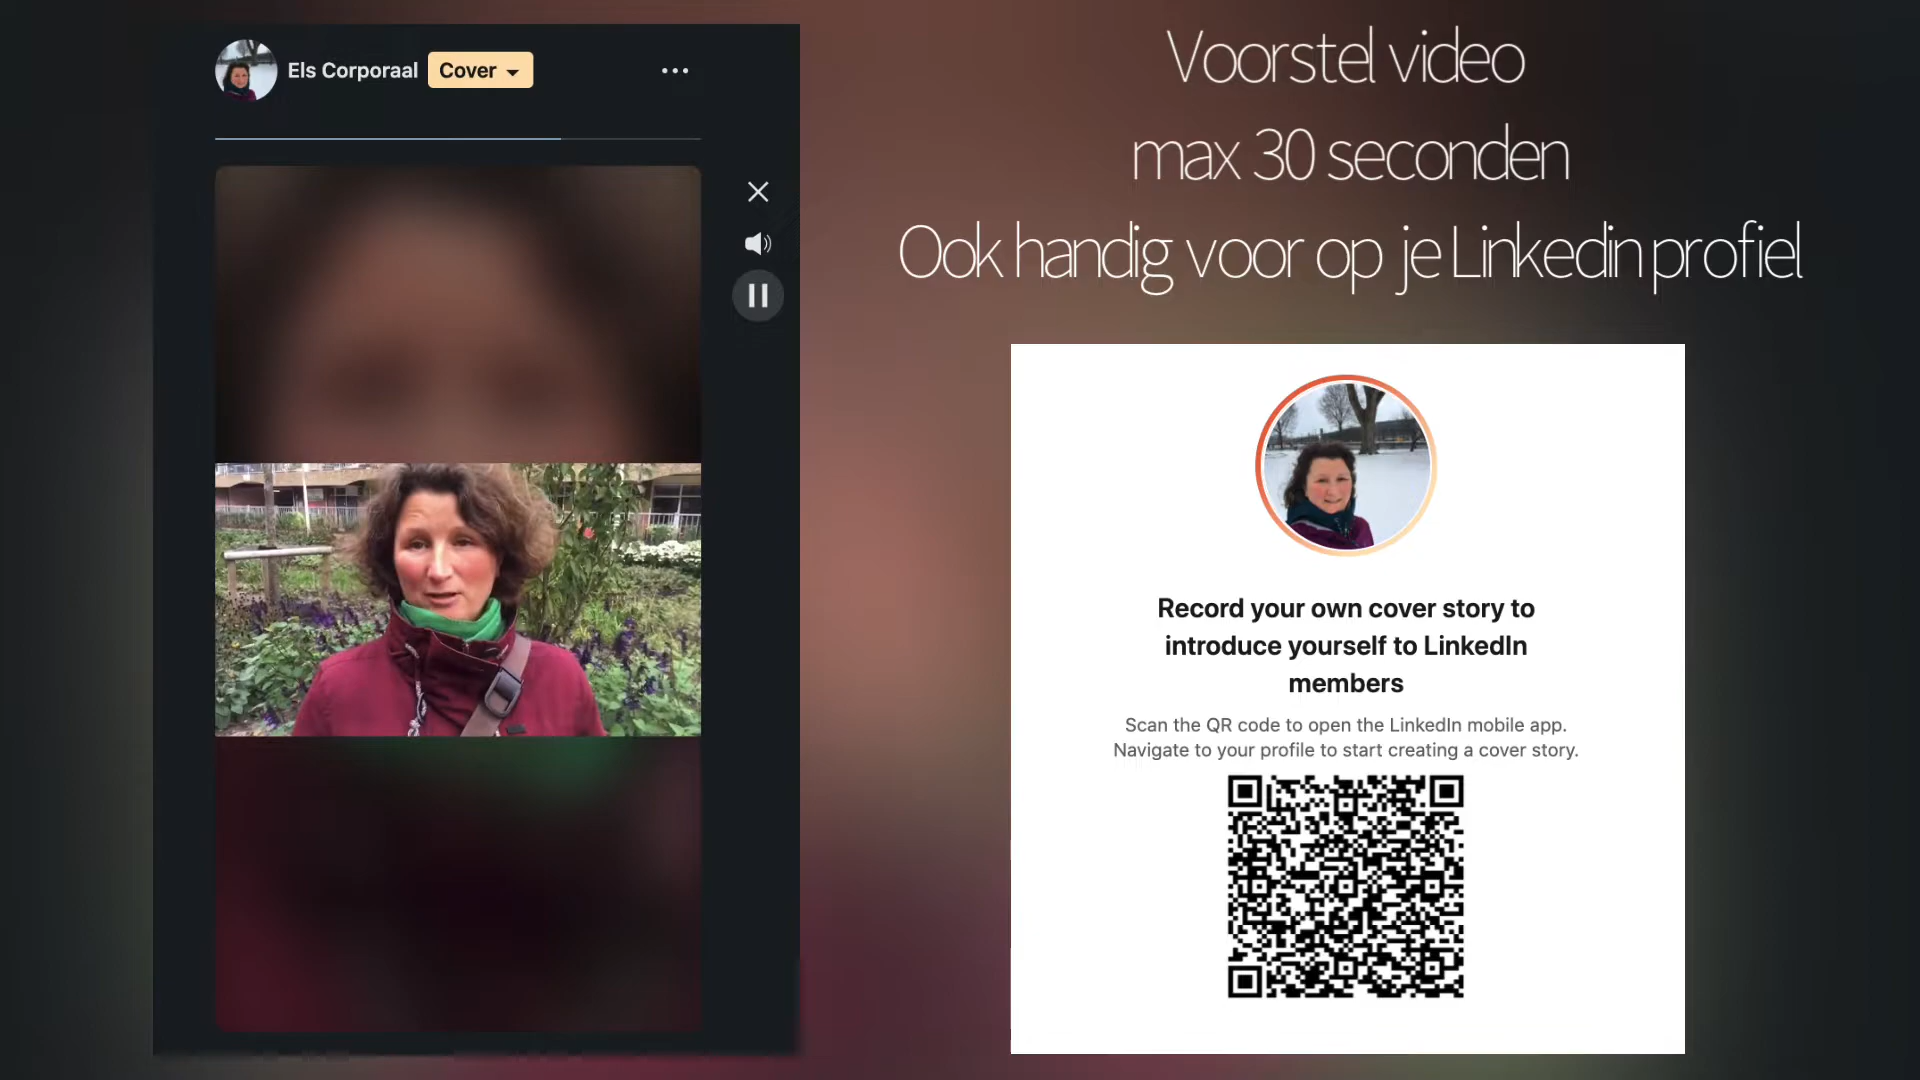 Els Corporaal Cover
Voorstel video
max 30 seconden
Ook handig voor op je Linkedin profiel
Record your own cover story to
introduce yourself to LinkedIn
members
Scan the QR code to open the LinkedIn mobile app.
Navigate to your profile to start creating a cover story.